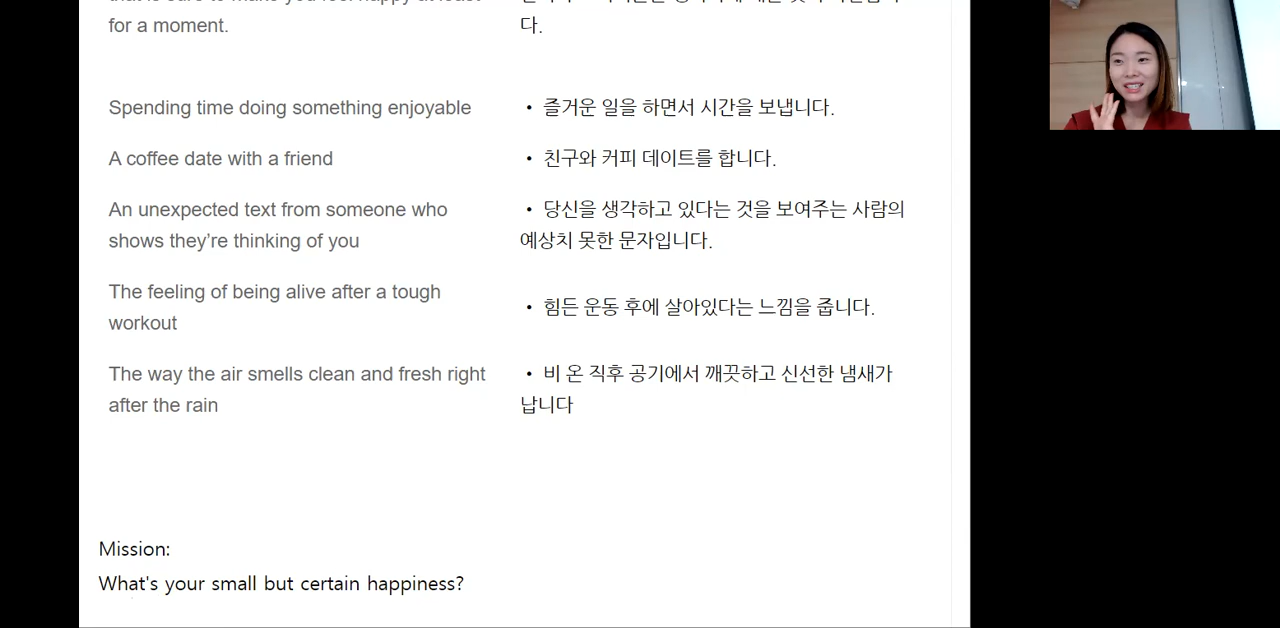 for a moment.
다.
Spending time doing something enjoyable
• 즐거운 일을 하면서 시간을 보냅니다.
A coffee date with a friend
• 친구와 커피 데이트를 합니다.
An unexpected text from someone who
shows they’re thinking of you
• 당신을 생각하고 있다는 것을 보여주는 사람의
예상치 못한 문자입니다.
The feeling of being alive after a tough
workout
• 힘든 운동 후에 살아있다는 느낌을 줍니다.
The way the air smells clean and fresh right
after the rain
• 비 온 직후 공기에서 깨끗하고 신선한 냄새가
납니다
Mission:
What's your small but certain happiness?